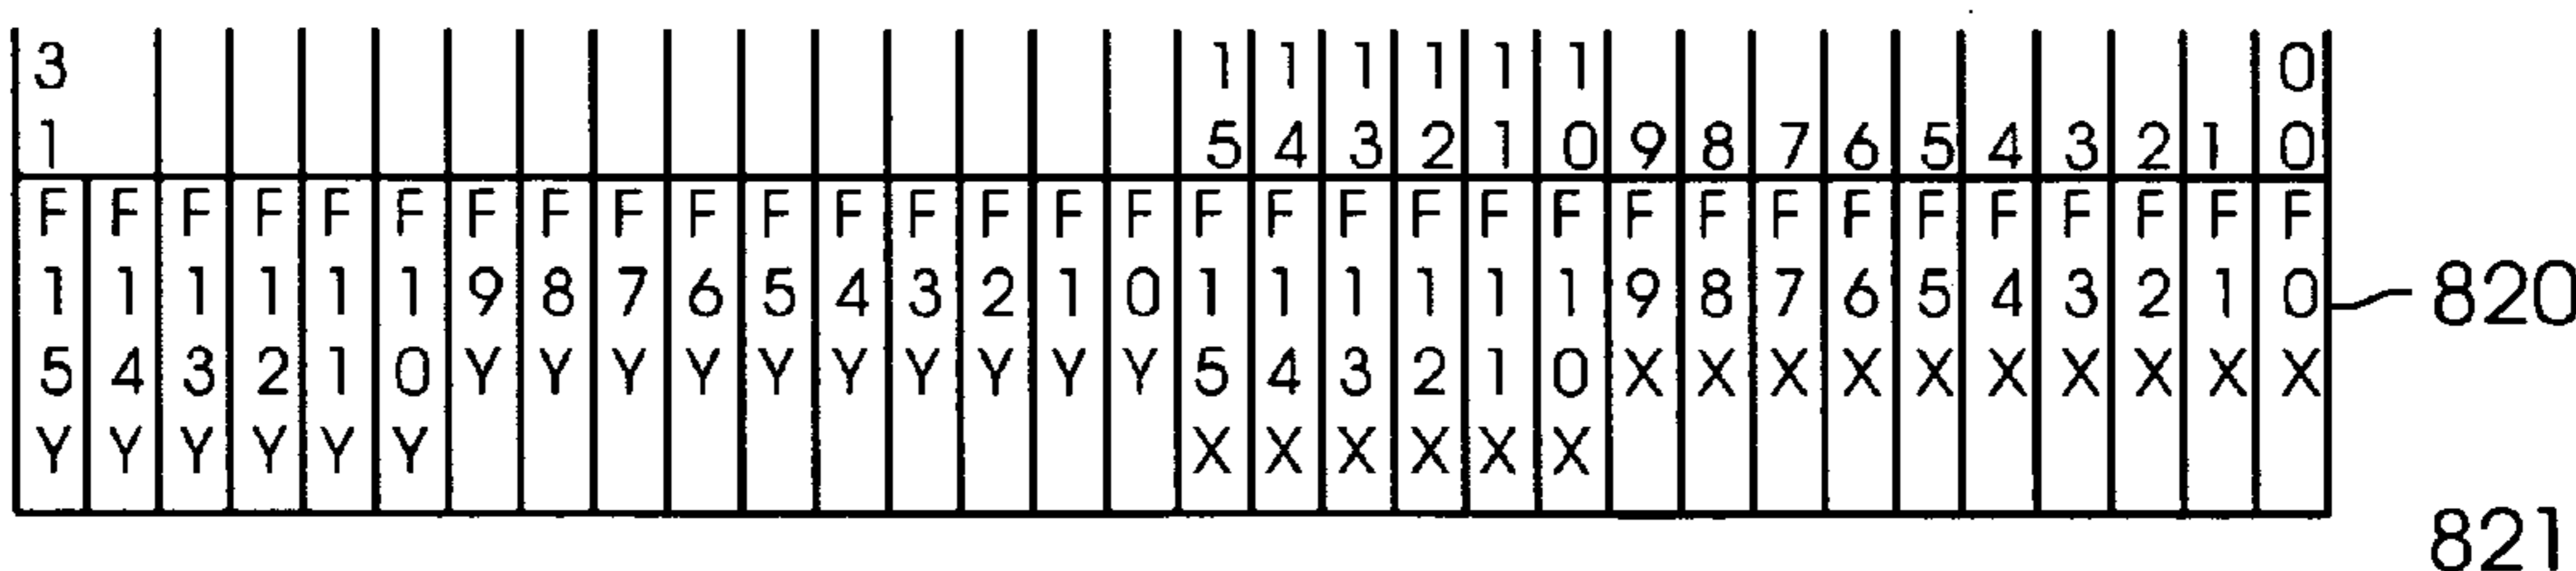 3 1 1 1 1 1 1 0
1 5 4 3 2 1 0 9 8 7 6 5 4 3 2 1 0
F F F F F F F F F F F F F F F F F F F F F F F F F F F F F F F F
1 1 1 1 1 1 9 8 7 6 5 4 3 2 1 0 1 1 1 1 1 1 9 8 7 6 5 4 3 2 1 0 820
5 4 3 2 1 0 Y Y Y Y Y Y Y Y Y Y 5 4 3 2 1 0 X X X X X X X X X X
Y Y Y Y Y Y X X X X X X
821